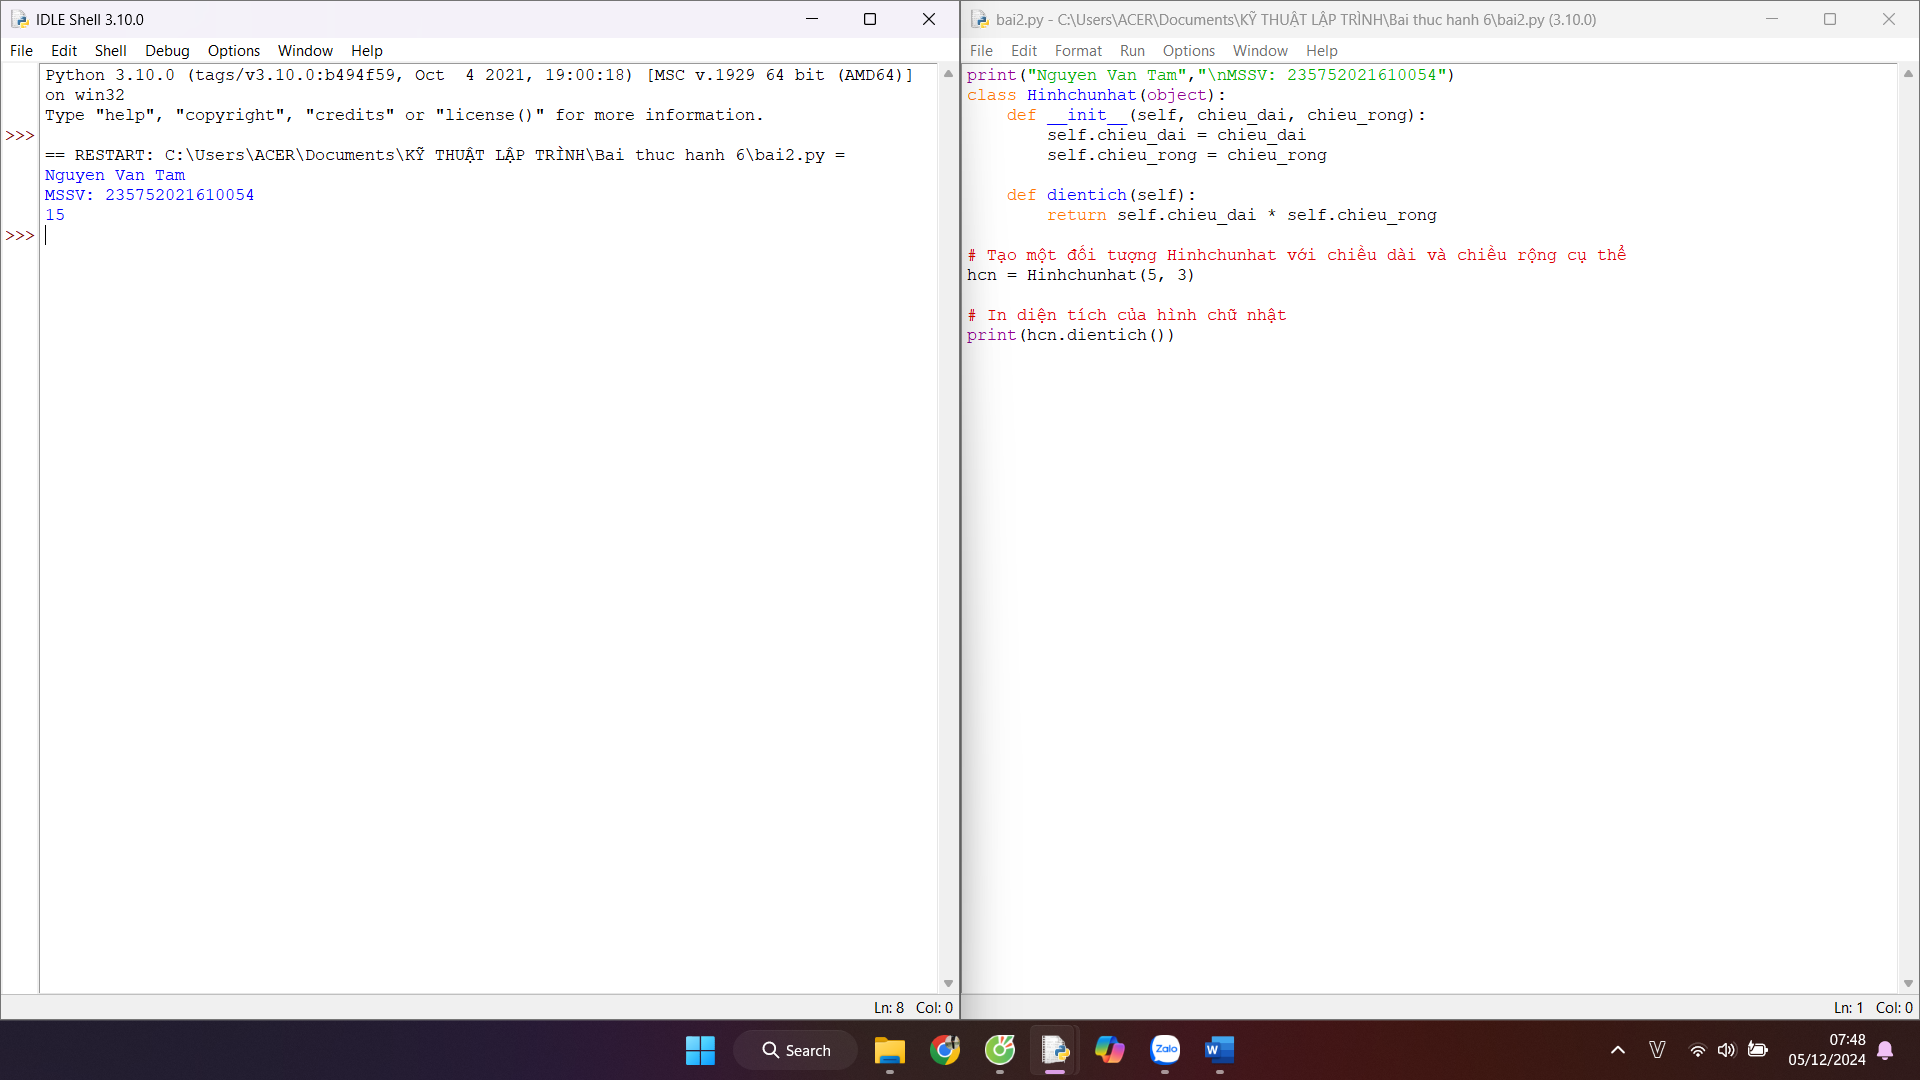 IDLE Shell 3.10.0
File Edit Shell Debug Options Window Help
Python 3.10.0 (tags/v3.10.0:b494f59, Oct  4 2021, 19:00:18) [MSC v.1929 64 bit (AMD64)]
on win32
Type "help", "copyright", "credits" or "license()" for more information.
>>>
== RESTART: C:\Users\ACER\Documents\KỸ THUẬT LẬP TRÌNH\Bai thuc hanh 6\bai2.py =
Nguyen Van Tam
MSSV: 235752021610054
15
>>>
Ln: 8 Col: 0
bai2.py - C:\Users\ACER\Documents\KỸ THUẬT LẬP TRÌNH\Bai thuc hanh 6\bai2.py (3.10.0)
File Edit Format Run Options Window Help
print("Nguyen Van Tam","\nMSSV: 235752021610054")
class Hinhchunhat(object):
    def __init__(self, chieu_dai, chieu_rong):
        self.chieu_dai = chieu_dai
        self.chieu_rong = chieu_rong
    def dientich(self):
        return self.chieu_dai * self.chieu_rong
# Tạo một đối tượng Hinhchunhat với chiều dài và chiều rộng cụ thể
hcn = Hinhchunhat(5, 3)
# In diện tích của hình chữ nhật
print(hcn.dientich())
Ln: 1 Col: 0
Search
Zalo
W
V
07:48
05/12/2024